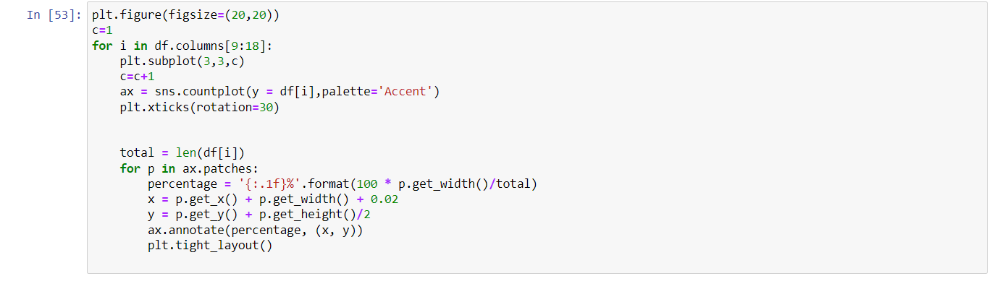 In [53]: plt.figure(figsize=(20,20))
c=1
for i in df.columns[9:18]:
    plt.subplot(3,3,c)
    c=c+1
    ax = sns.countplot(y = df[i],palette='Accent')
    plt.xticks(rotation=30)
    total = len(df[i])
    for p in ax.patches:
        percentage = '{:.1f}%'.format(100 * p.get_width()/total)
        x = p.get_x() + p.get_width() + 0.02
        y = p.get_y() + p.get_height()/2
        ax.annotate(percentage, (x, y))
        plt.tight_layout()